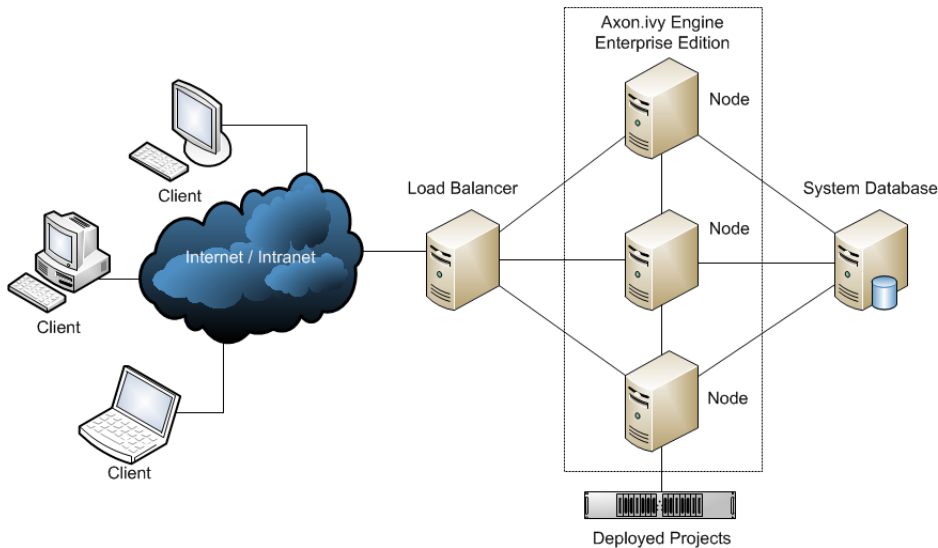 Axon.ivy Engine
Enterprise Edition
Node
Client
Load Balancer
System Database
Node
Internet / Intranet
Client
Node
Client
Deployed Projects